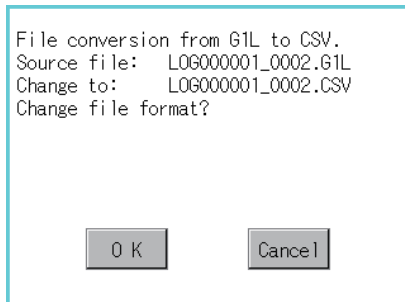 File conversion from G1L to CSV.
Source file: LOG000001_0002.G1L
Change to: LOG000001_0002.CSV
Change file format?
OK Cancel